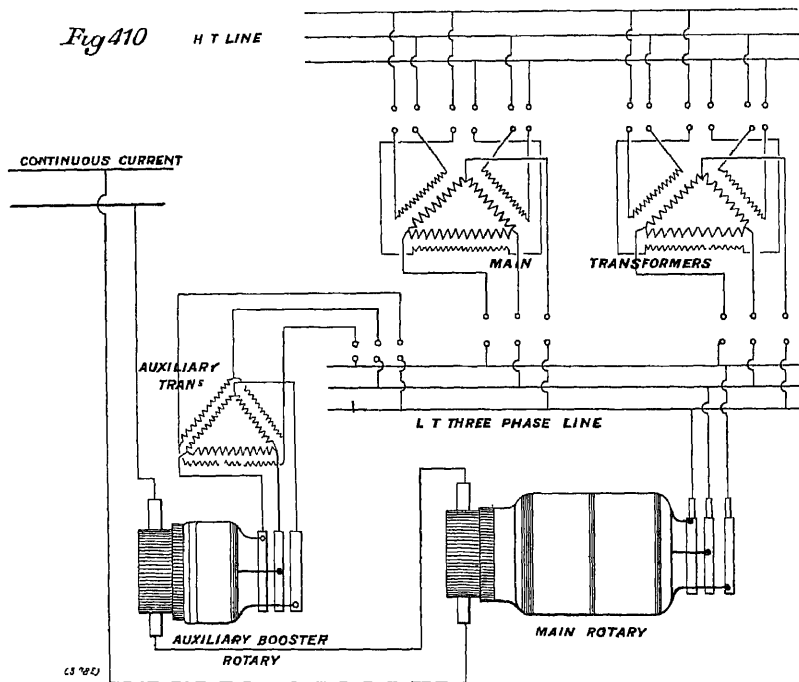 Fig 410
H T LINE
CONTINUOUS CURRENT
MAIN
TRANSFORMERS
AUXILIARY
TRANS
L T THREE PHASE LINE
AUXILIARY BOOSTER
ROTARY
MAIN ROTARY